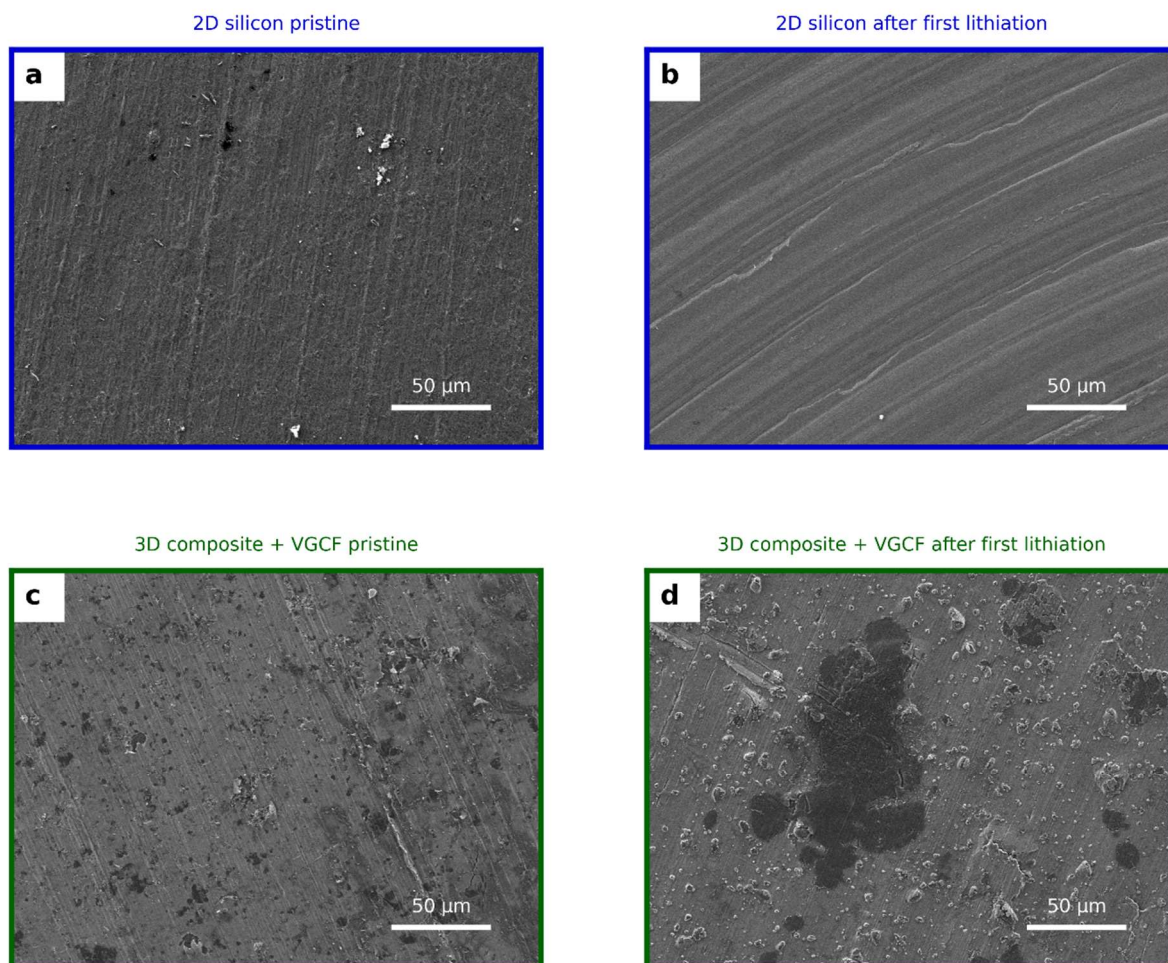 2D silicon pristine
2D silicon after first lithiation
a
b
50 μm
50 μm
3D composite + VGCF pristine
3D composite + VGCF after first lithiation
c
d
50 μm
50 μm